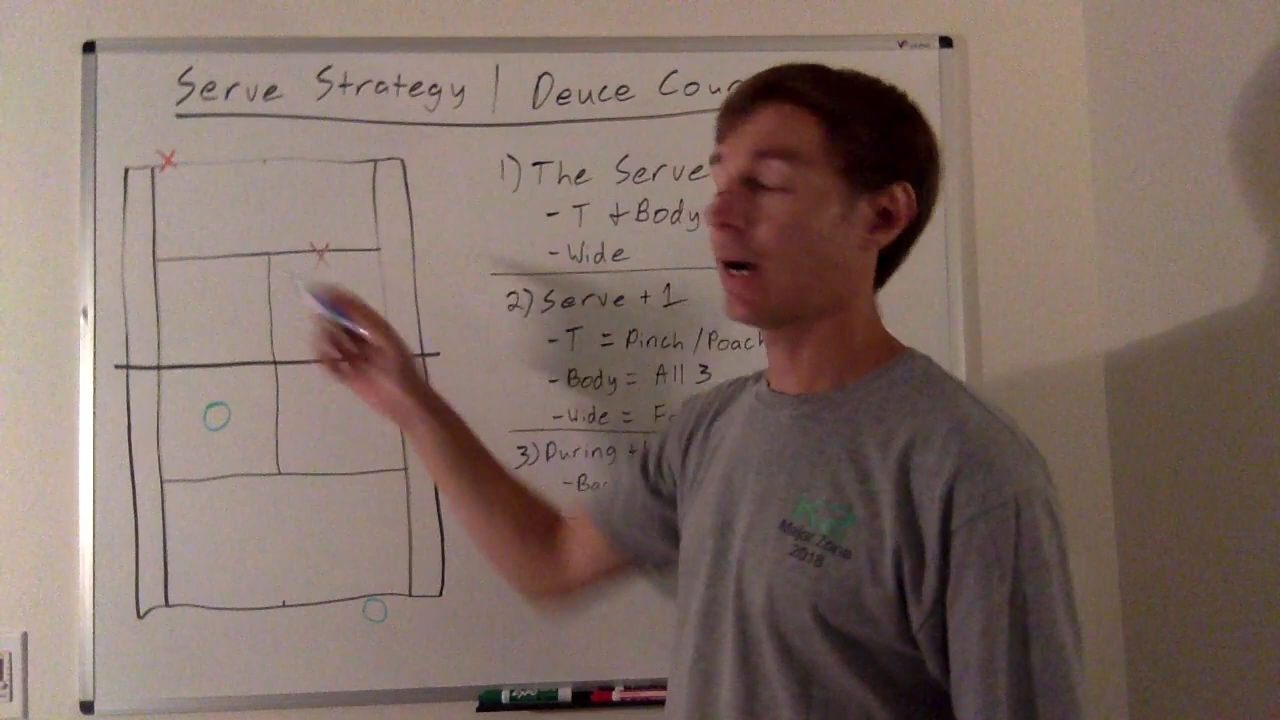 Serve Strategy | Deuce Cou
1) The Serve
- T + Body
- Wide
2) Serve + 1
- T = Pinch / Poach
- Body = All 3
- Wide =
3) During
Major Zone
2018